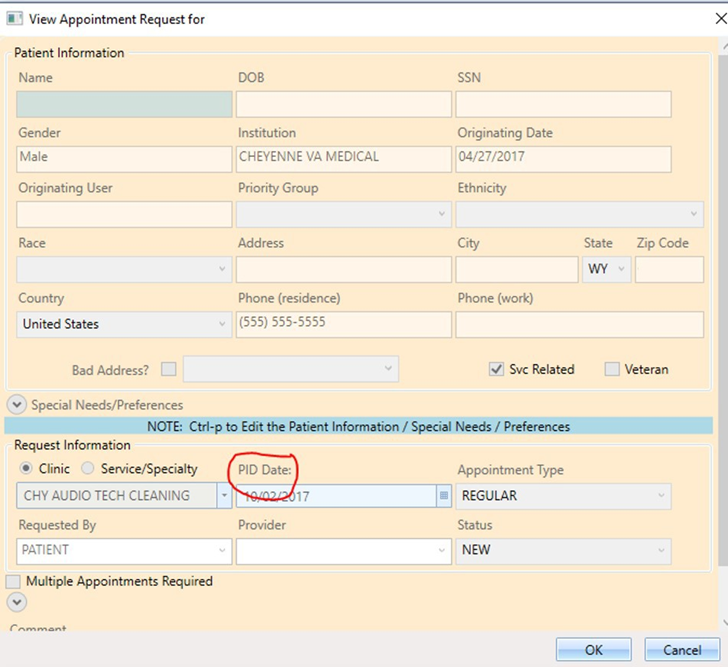 View Appointment Request for
Patient Information
Name DOB SSN
Gender Institution Originating Date
Male CHEYENNE VA MEDICAL 04/27/2017
Originating User Priority Group Ethnicity
Race Address City State Zip Code
WY
Country Phone (residence) Phone (work)
United States (555) 555-5555
Bad Address? Svc Related Veteran
Special Needs/Preferences
NOTE: Ctrl-p to Edit the Patient Information / Special Needs / Preferences
Request Information
Clinic Service/Specialty PID Date: Appointment Type
CHY AUDIO TECH CLEANING 10/02/2017 REGULAR
Requested By Provider Status
PATIENT NEW
Multiple Appointments Required
Comment
OK Cancel